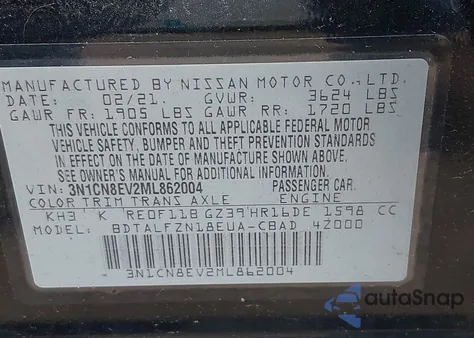 MANUFACTURED BY NISSAN MOTOR CO., LTD.
DATE: 02/21. GVWR: 3624 LBS
GAWR FR: 1905 LBS GAWR RR: 1720 LBS
THIS VEHICLE CONFORMS TO ALL APPLICABLE FEDERAL MOTOR
VEHICLE SAFETY, BUMPER, AND THEFT PREVENTION STANDARDS
IN EFFECT ON THE DATE OF MANUFACTURE SHOWN ABOVE.
SEE OWNER'S MANUAL FOR ADDITIONAL INFORMATION.
VIN: 3N1CN8EV2ML862004 PASSENGER CAR.
COLOR TRIM TRANS AXLE ENGINE
KH3 K RE0F11B GZ39 HR16DE 1598 CC
MODEL: BDTALFZN18EUA-CBAD 42000
3N1CN8EV2ML862004
autoSnap